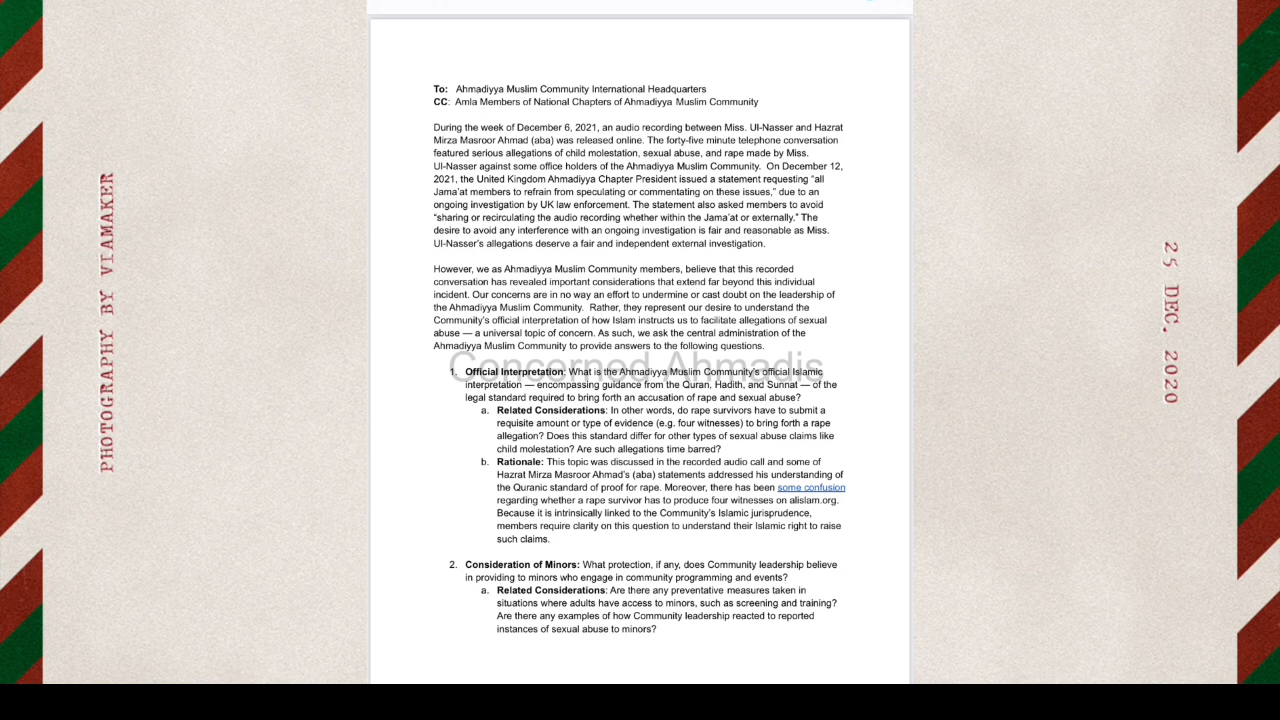 To: Ahmadiyya Muslim Community International Headquarters
CC: Amla Members of National Chapters of Ahmadiyya Muslim Community
During the week of December 6, 2021, an audio recording between Miss. Ul-Nasser and Hazrat
Mirza Masroor Ahmad (aba) was released online. The forty-five minute telephone conversation
featured serious allegations of child molestation, sexual abuse, and rape made by Miss.
Ul-Nasser against some office holders of the Ahmadiyya Muslim Community. On December 12,
2021, the United Kingdom Ahmadiyya Chapter President issued a statement requesting “all
Jama’at members to refrain from speculating or commentating on these issues,” due to an
ongoing investigation by UK law enforcement. The statement also asked members to avoid
“sharing or recirculating the audio recording whether within the Jama’at or externally.” The
desire to avoid any interference with an ongoing investigation is fair and reasonable as Miss.
Ul-Nasser’s allegations deserve a fair and independent external investigation.
However, we as Ahmadiyya Muslim Community members, believe that this recorded
conversation has revealed important considerations that extend far beyond this individual
incident. Our concerns are in no way an effort to undermine or cast doubt on the leadership of
the Ahmadiyya Muslim Community. Rather, they represent our desire to understand the
Community’s official interpretation of how Islam instructs us to facilitate allegations of sexual
abuse — a universal topic of concern. As such, we ask the central administration of the
Ahmadiyya Muslim Community to provide answers to the following questions.
Concerned Ahmadis
1. Official Interpretation: What is the Ahmadiyya Muslim Community’s official Islamic
interpretation — encompassing guidance from the Quran, Hadith, and Sunnah — of the
legal standard required to bring forth an accusation of rape and sexual abuse?
a. Related Considerations: In other words, do rape survivors have to submit a
requisite amount or type of evidence (e.g. four witnesses) to bring forth a rape
allegation? Does this standard differ for other types of sexual abuse claims like
child molestation? Are such allegations time barred?
b. Rationale: This topic was discussed in the recorded audio call and some of
Hazrat Mirza Masroor Ahmad’s (aba) statements addressed his understanding of
the Quranic standard of proof for rape. Moreover, there has been some confusion
regarding whether a rape survivor has to produce four witnesses on alislam.org.
Because it is intrinsically linked to the Community’s Islamic jurisprudence,
members require clarity on this question to understand their Islamic right to raise
such claims.
2. Consideration of Minors: What protection, if any, does Community leadership believe
in providing to minors who engage in community programming and events?
a. Related Considerations: Are there any preventative measures taken in
situations where adults have access to minors, such as screening and training?
Are there any examples of how Community leadership reacted to reported
instances of sexual abuse to minors?
PHOTOGRAPHY BY VIAMAKER
25 DEC. 2020